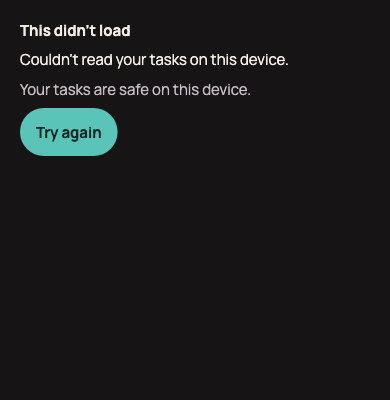 This didn't load
Couldn't read your tasks on this device.
Your tasks are safe on this device.
Try again